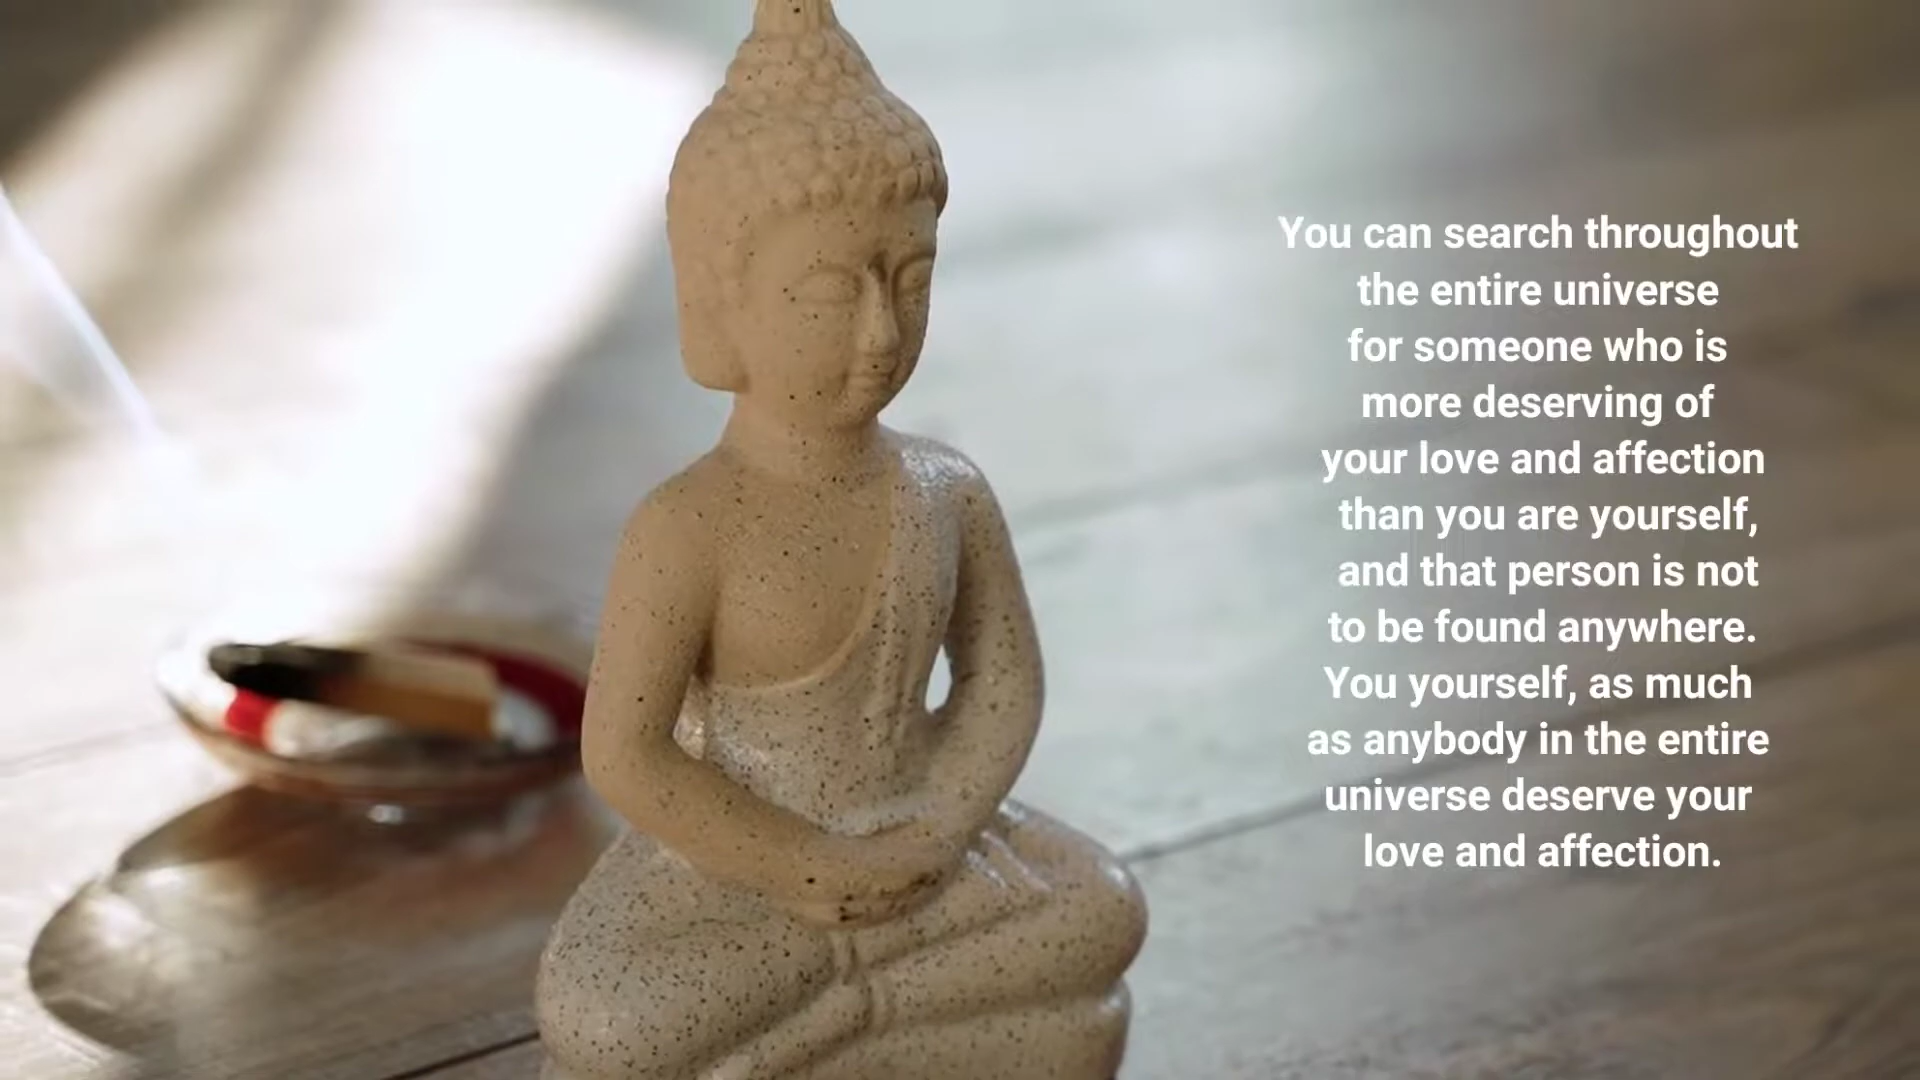 You can search throughout
the entire universe
for someone who is
more deserving of
your love and affection
than you are yourself,
and that person is not
to be found anywhere.
You yourself, as much
as anybody in the entire
universe deserve your
love and affection.